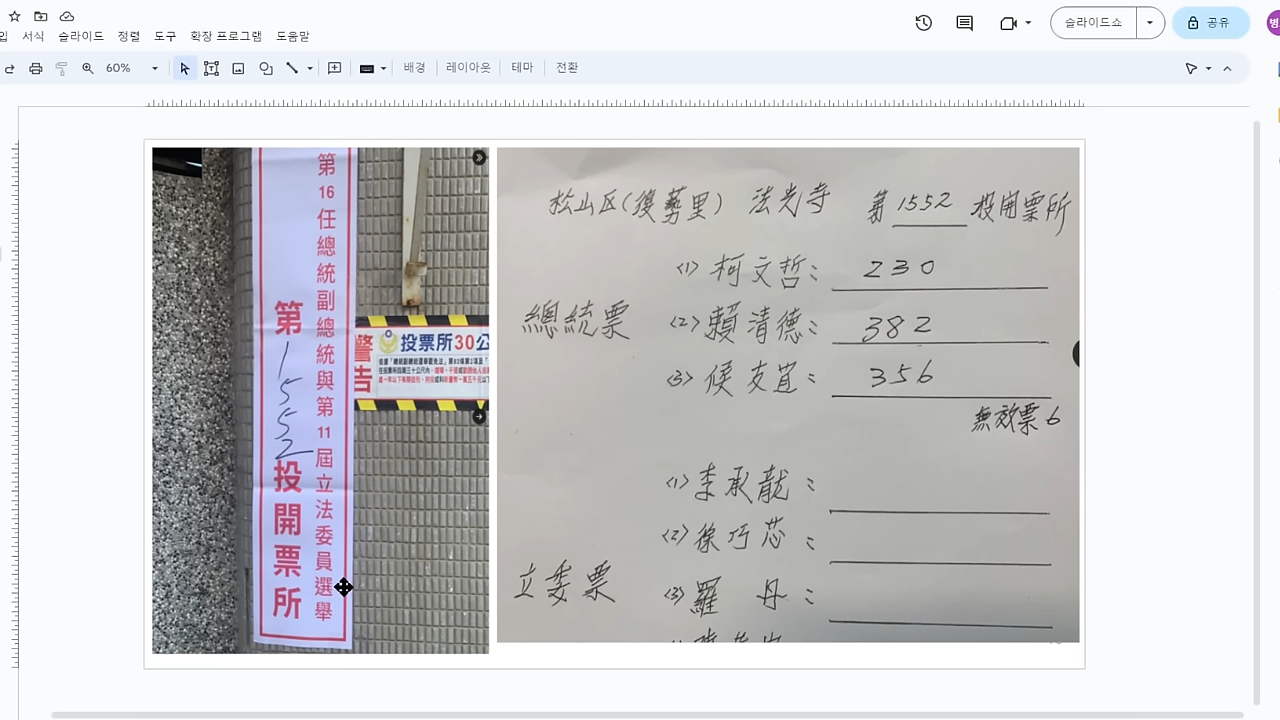 서식 슬라이드 정렬 도구 확장 프로그램 도움말
슬라이드쇼
공유
60%
배경 레이아웃 테마 전환
第16任總統副總統與第11屆立法委員選舉
第1552投開票所
警告
投票所30公
松山区(復勢里) 法光寺 第1552投開票所
總統票
(1) 柯文哲: 230
(2) 賴清德: 382
(3) 侯友宜: 356
無效票6
立委票
(1) 李承龍:
(2) 徐巧芯:
(3) 羅 丹: